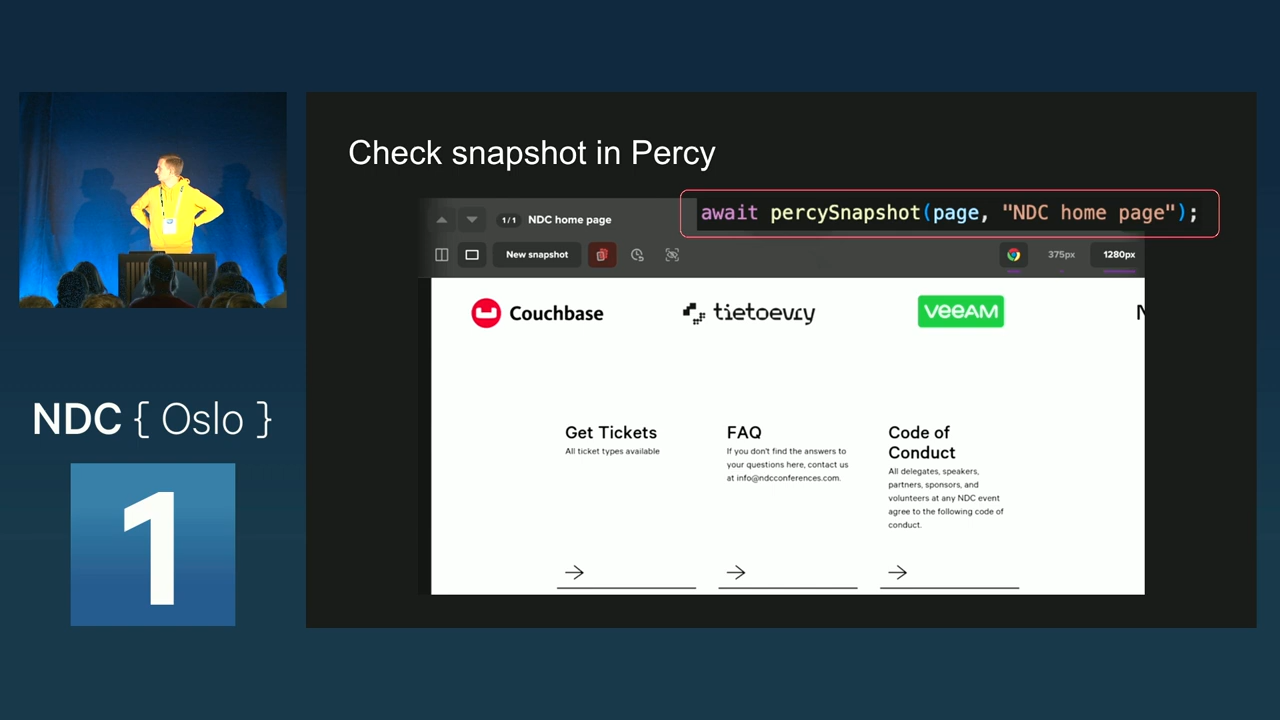 Check snapshot in Percy
1/1 NDC home page
await percySnapshot(page, "NDC home page");
New snapshot
375px
1280px
Couchbase
tietoevry
veeAM
N
Get Tickets
All ticket types available
FAQ
If you don't find the answers to
your questions here, contact us
at info@ndcconferences.com.
Code of
Conduct
All delegates, speakers,
partners, sponsors, and
volunteers at any NDC event
agree to the following code of
conduct.
NDC { Oslo }
1